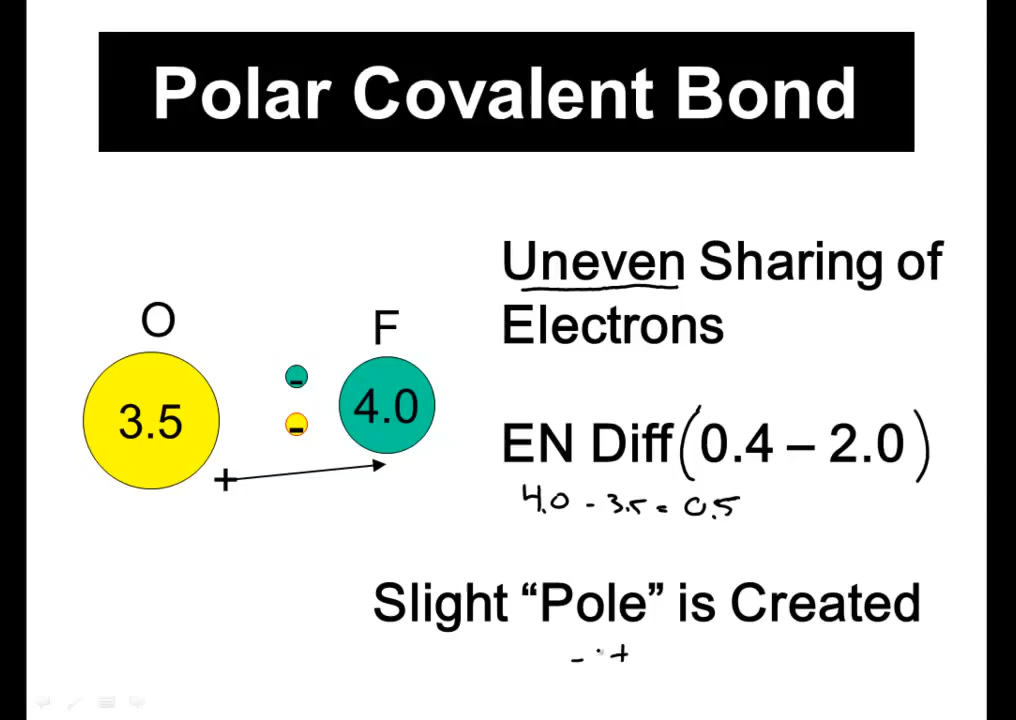 Polar Covalent Bond
Uneven Sharing of
Electrons
O
F
3.5
-
-
4.0
+
EN Diff (0.4 – 2.0)
4.0 - 3.5 = 0.5
Slight “Pole” is Created
- +